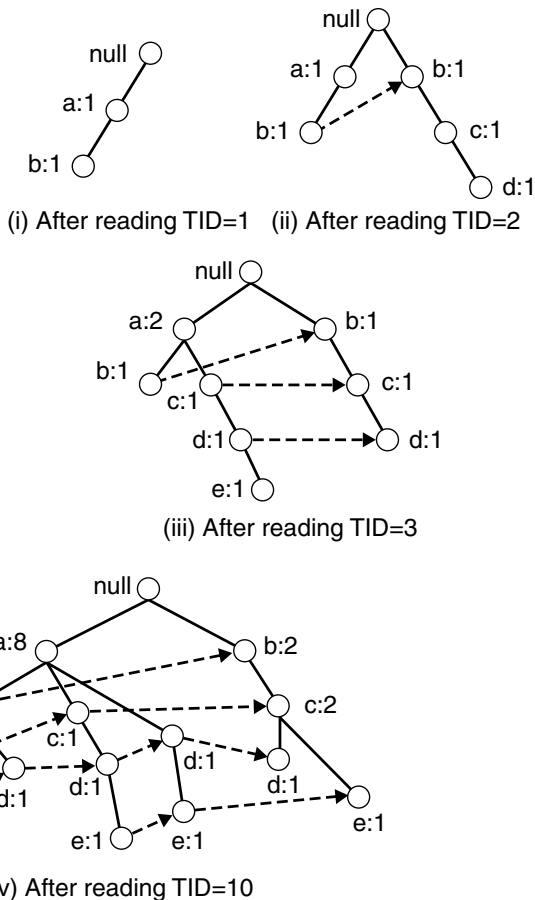 null
a:1
b:1
null
a:1
b:1
b:1
c:1
d:1
(i) After reading TID=1
(ii) After reading TID=2
null
a:2
b:1
b:1
c:1
c:1
d:1
d:1
e:1
(iii) After reading TID=3
null
a:8
b:2
c:2
c:1
d:1
d:1
d:1
d:1
e:1
e:1
e:1
v) After reading TID=10